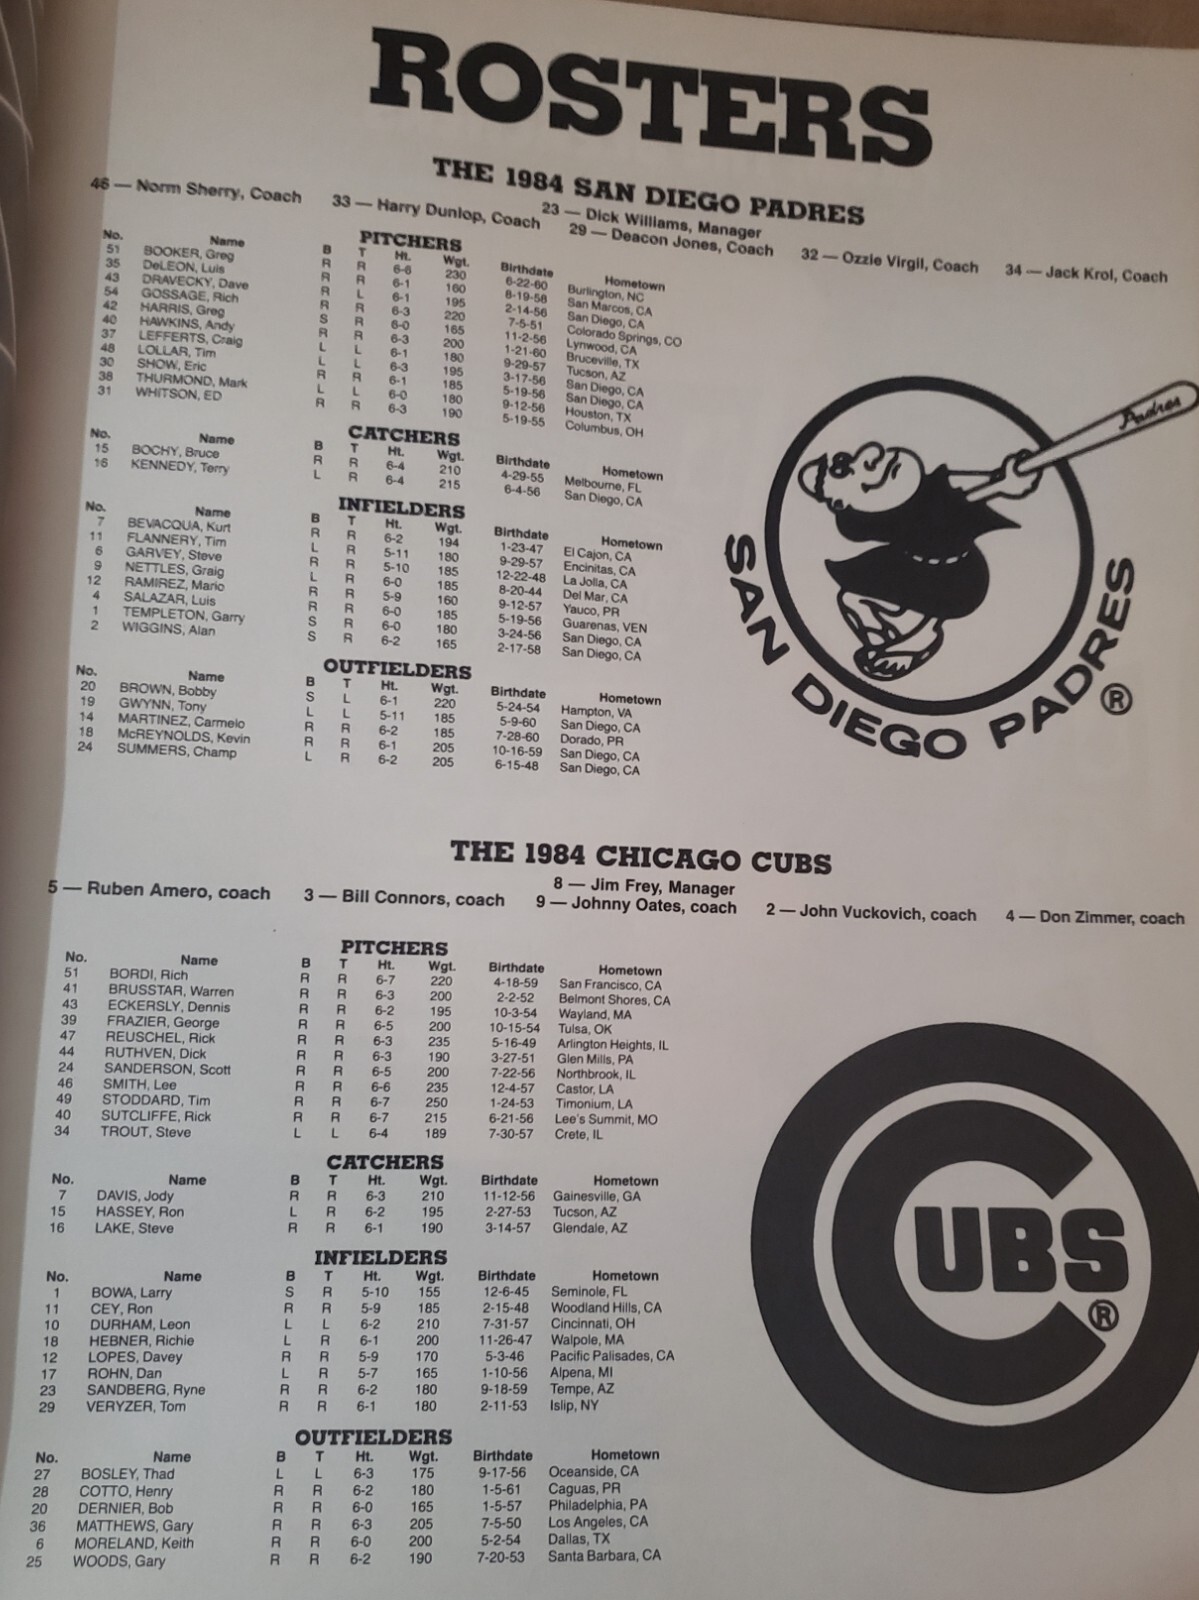 ROSTERS
THE 1984 SAN DIEGO PADRES
23 — Dick Williams, Manager
46 — Norm Sherry, Coach 33 — Harry Dunlop, Coach 29 — Deacon Jones, Coach 32 — Ozzie Virgil, Coach 34 — Jack Krol, Coach
PITCHERS
No. Name B T Ht. Wgt. Birthdate Hometown
51 BOOKER, Greg R R 6-6 230 6-22-60 Burlington, NC
35 DeLEON, Luis R R 6-1 160 8-19-58 San Marcos, CA
43 DRAVECKY, Dave R L 6-1 195 2-14-56 San Diego, CA
54 GOSSAGE, Rich R R 6-3 220 7-5-51 Colorado Springs, CO
42 HARRIS, Greg S R 6-0 165 11-2-56 Lynwood, CA
40 HAWKINS, Andy R R 6-3 200 1-21-60 Bruceville, TX
37 LEFFERTS, Craig L L 6-1 180 9-29-57 Tucson, AZ
48 LOLLAR, Tim L L 6-3 195 3-17-56 San Diego, CA
30 SHOW, Eric R R 6-1 185 5-19-56 San Diego, CA
38 THURMOND, Mark L L 6-0 180 9-12-56 Houston, TX
31 WHITSON, ED R R 6-3 190 5-19-55 Columbus, OH
CATCHERS
No. Name B T Ht. Wgt. Birthdate Hometown
15 BOCHY, Bruce R R 6-4 210 4-29-55 Melbourne, FL
16 KENNEDY, Terry L R 6-4 215 6-4-56 San Diego, CA
INFIELDERS
No. Name B T Ht. Wgt. Birthdate Hometown
7 BEVACQUA, Kurt R R 6-2 194 1-23-47 El Cajon, CA
11 FLANNERY, Tim L R 5-11 180 9-29-57 Encinitas, CA
6 GARVEY, Steve R R 5-10 185 12-22-48 La Jolla, CA
9 NETTLES, Graig L R 6-0 185 8-20-44 Del Mar, CA
12 RAMIREZ, Mario R R 5-9 160 9-12-57 Yauco, PR
4 SALAZAR, Luis R R 6-0 185 5-19-56 Guarenas, VEN
1 TEMPLETON, Garry S R 6-0 180 3-24-56 San Diego, CA
2 WIGGINS, Alan S R 6-2 165 2-17-58 San Diego, CA
OUTFIELDERS
No. Name B T Ht. Wgt. Birthdate Hometown
20 BROWN, Bobby S L 6-1 220 5-24-54 Hampton, VA
19 GWYNN, Tony L L 5-11 185 5-9-60 San Diego, CA
14 MARTINEZ, Carmelo R R 6-2 185 7-28-60 Dorado, PR
18 McREYNOLDS, Kevin R R 6-1 205 10-16-59 San Diego, CA
24 SUMMERS, Champ L R 6-2 205 6-15-48 San Diego, CA
Padres
SAN DIEGO PADRES ®
THE 1984 CHICAGO CUBS
8 — Jim Frey, Manager
5 — Ruben Amero, coach 3 — Bill Connors, coach 9 — Johnny Oates, coach 2 — John Vuckovich, coach 4 — Don Zimmer, coach
PITCHERS
No. Name B T Ht. Wgt. Birthdate Hometown
51 BORDI, Rich R R 6-7 220 4-18-59 San Francisco, CA
41 BRUSSTAR, Warren R R 6-3 200 2-2-52 Belmont Shores, CA
43 ECKERSLY, Dennis R R 6-2 195 10-3-54 Wayland, MA
39 FRAZIER, George R R 6-5 200 10-15-54 Tulsa, OK
47 REUSCHEL, Rick R R 6-3 235 5-16-49 Arlington Heights, IL
44 RUTHVEN, Dick R R 6-3 190 3-27-51 Glen Mills, PA
24 SANDERSON, Scott R R 6-5 200 7-22-56 Northbrook, IL
46 SMITH, Lee R R 6-6 235 12-4-57 Castor, LA
49 STODDARD, Tim R R 6-7 250 1-24-53 Timonium, LA
40 SUTCLIFFE, Rick R R 6-7 215 6-21-56 Lee's Summit, MO
34 TROUT, Steve L L 6-4 189 7-30-57 Crete, IL
CATCHERS
No. Name B T Ht. Wgt. Birthdate Hometown
7 DAVIS, Jody R R 6-3 210 11-12-56 Gainesville, GA
15 HASSEY, Ron L R 6-2 195 2-27-53 Tucson, AZ
16 LAKE, Steve R R 6-1 190 3-14-57 Glendale, AZ
INFIELDERS
No. Name B T Ht. Wgt. Birthdate Hometown
1 BOWA, Larry S R 5-10 155 12-6-45 Seminole, FL
11 CEY, Ron R R 5-9 185 2-15-48 Woodland Hills, CA
10 DURHAM, Leon L L 6-2 210 7-31-57 Cincinnati, OH
18 HEBNER, Richie L R 6-1 200 11-26-47 Walpole, MA
12 LOPES, Davey R R 5-9 170 5-3-46 Pacific Palisades, CA
17 ROHN, Dan L R 5-7 165 1-10-56 Alpena, MI
23 SANDBERG, Ryne R R 6-2 180 9-18-59 Tempe, AZ
29 VERYZER, Tom R R 6-1 180 2-11-53 Islip, NY
OUTFIELDERS
No. Name B T Ht. Wgt. Birthdate Hometown
27 BOSLEY, Thad L L 6-3 175 9-17-56 Oceanside, CA
28 COTTO, Henry R R 6-2 180 1-5-61 Caguas, PR
20 DERNIER, Bob R R 6-0 165 1-5-57 Philadelphia, PA
36 MATTHEWS, Gary R R 6-3 205 7-5-50 Los Angeles, CA
6 MORELAND, Keith R R 6-0 200 5-2-54 Dallas, TX
25 WOODS, Gary R R 6-2 190 7-20-53 Santa Barbara, CA
CUBS ®